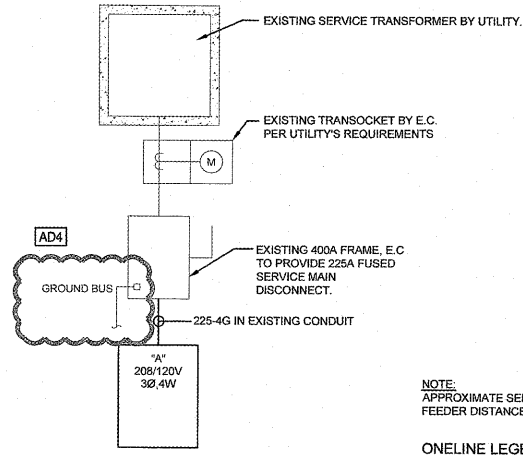 EXISTING SERVICE TRANSFORMER BY UTILITY.
EXISTING TRANSOCKET BY E.C.
PER UTILITY'S REQUIREMENTS
M
AD4
EXISTING 400A FRAME, E.C
TO PROVIDE 225A FUSED
SERVICE MAIN
DISCONNECT.
GROUND BUS
225-4G IN EXISTING CONDUIT
"A"
208/120V
3Ø,4W
NOTE:
APPROXIMATE
FEEDER DISTANCE
ONELINE